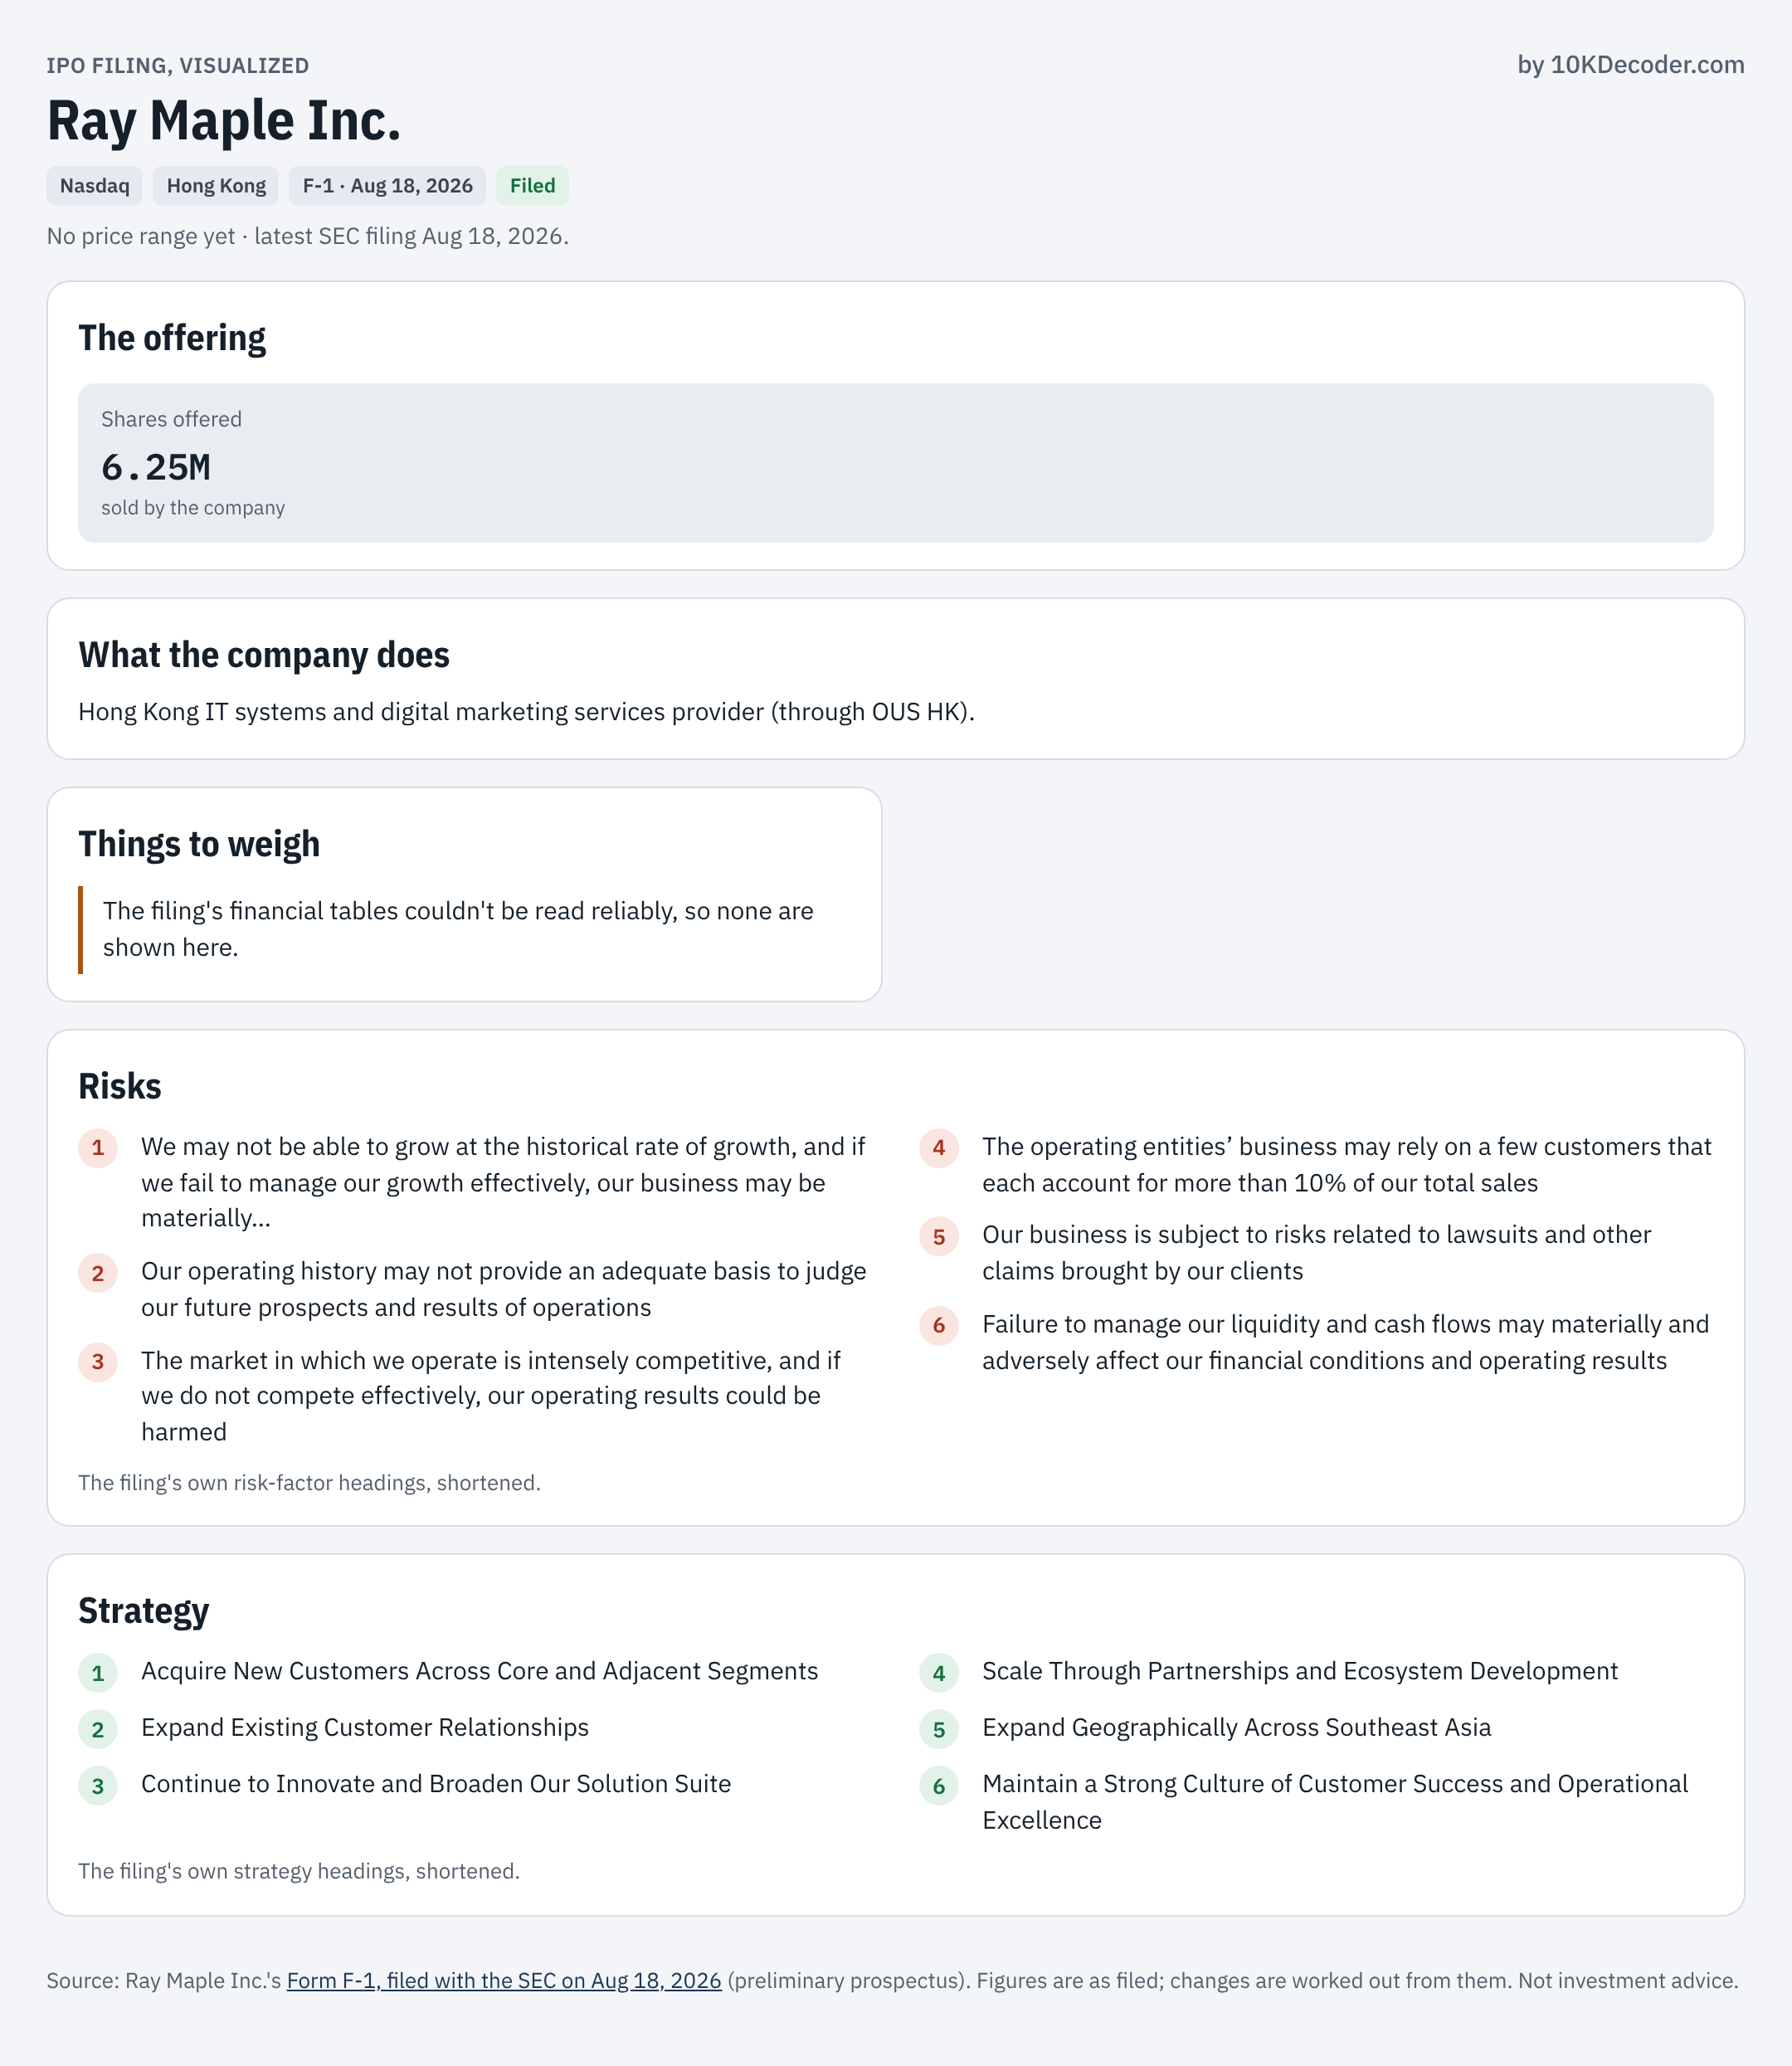 IPO FILING, VISUALIZED
by 10KDecoder.com
Ray Maple Inc.
Nasdaq
Hong Kong
F-1 · Aug 18, 2026
Filed
No price range yet · latest SEC filing Aug 18, 2026.
The offering
Shares offered
6.25M
sold by the company
What the company does
Hong Kong IT systems and digital marketing services provider (through OUS HK).
Things to weigh
The filing's financial tables couldn't be read reliably, so none are
shown here.
Risks
1 We may not be able to grow at the historical rate of growth, and if
we fail to manage our growth effectively, our business may be
materially...
2 Our operating history may not provide an adequate basis to judge
our future prospects and results of operations
3 The market in which we operate is intensely competitive, and if
we do not compete effectively, our operating results could be
harmed
4 The operating entities’ business may rely on a few customers that
each account for more than 10% of our total sales
5 Our business is subject to risks related to lawsuits and other
claims brought by our clients
6 Failure to manage our liquidity and cash flows may materially and
adversely affect our financial conditions and operating results
The filing's own risk-factor headings, shortened.
Strategy
1 Acquire New Customers Across Core and Adjacent Segments
2 Expand Existing Customer Relationships
3 Continue to Innovate and Broaden Our Solution Suite
4 Scale Through Partnerships and Ecosystem Development
5 Expand Geographically Across Southeast Asia
6 Maintain a Strong Culture of Customer Success and Operational
Excellence
The filing's own strategy headings, shortened.
Source: Ray Maple Inc.'s Form F-1, filed with the SEC on Aug 18, 2026 (preliminary prospectus). Figures are as filed; changes are worked out from them. Not investment advice.